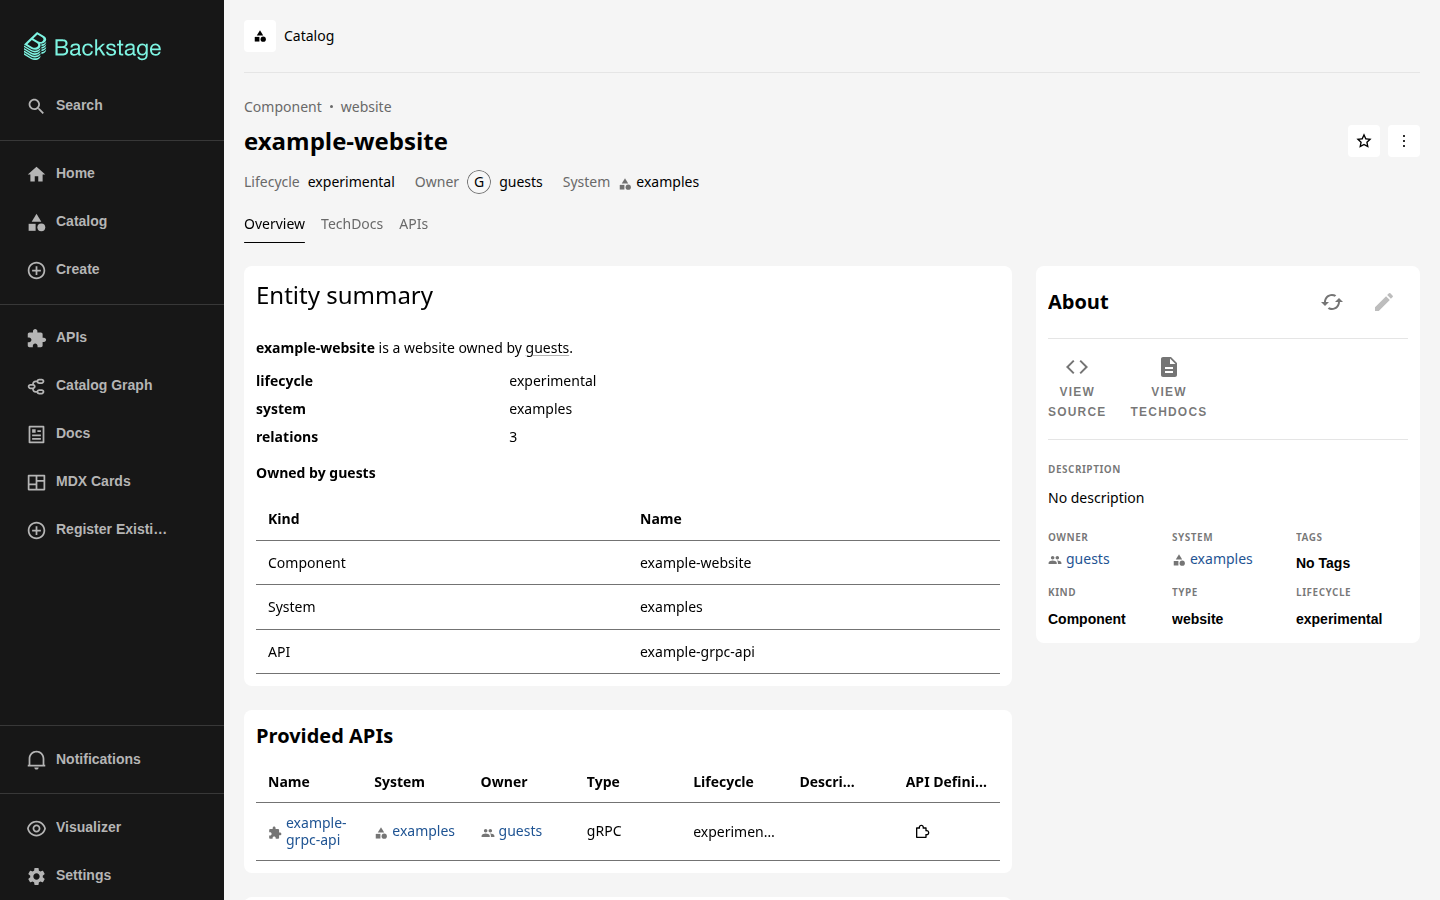 Backstage
Search
Home
Catalog
Create
APIs
Catalog Graph
Docs
MDX Cards
Register Existi...
Notifications
Visualizer
Settings
Catalog
Component • website
example-website
Lifecycle experimental Owner G guests System examples
Overview TechDocs APIs
Entity summary
example-website is a website owned by guests.
lifecycle experimental
system examples
relations 3
Owned by guests
Kind Name
Component example-website
System examples
API example-grpc-api
Provided APIs
Name System Owner Type Lifecycle Descri... API Defini...
example-
grpc-api examples guests gRPC experimen...
About
VIEW SOURCE
VIEW TECHDOCS
DESCRIPTION
No description
OWNER SYSTEM TAGS
guests examples No Tags
KIND TYPE LIFECYCLE
Component website experimental